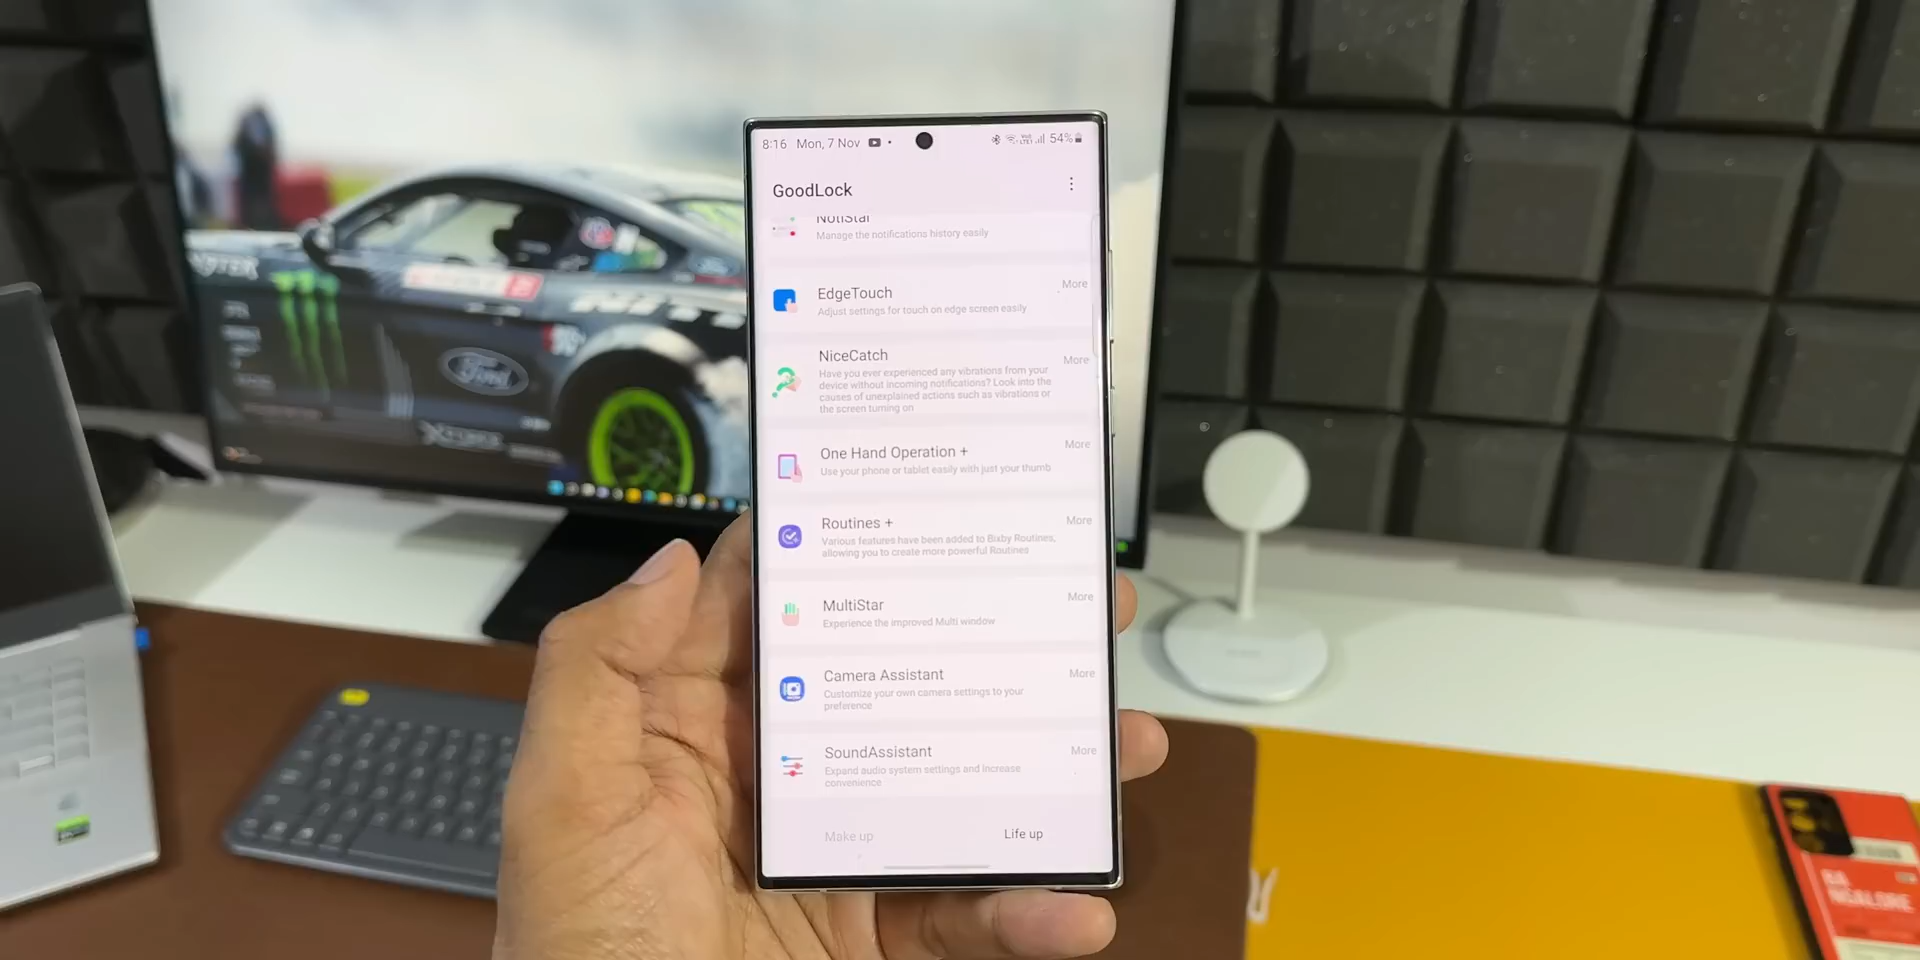 8:16 Mon, 7 Nov
54%
GoodLock
NotiStar
Manage the notifications history easily
EdgeTouch
More
Adjust settings for touch on edge screen easily
NiceCatch
More
Have you ever experienced any vibrations from your
device without incoming notifications? Look into the
causes of unexplained actions such as vibrations or
the screen turning on
One Hand Operation +
More
Use your phone or tablet easily with just your thumb
Routines +
More
Various features have been added to Bixby Routines,
allowing you to create more powerful Routines
MultiStar
More
Experience the improved Multi window
Camera Assistant
More
Customize your own camera settings to your
preference
SoundAssistant
More
Expand audio system settings and increase
convenience
Make up
Life up
Ford